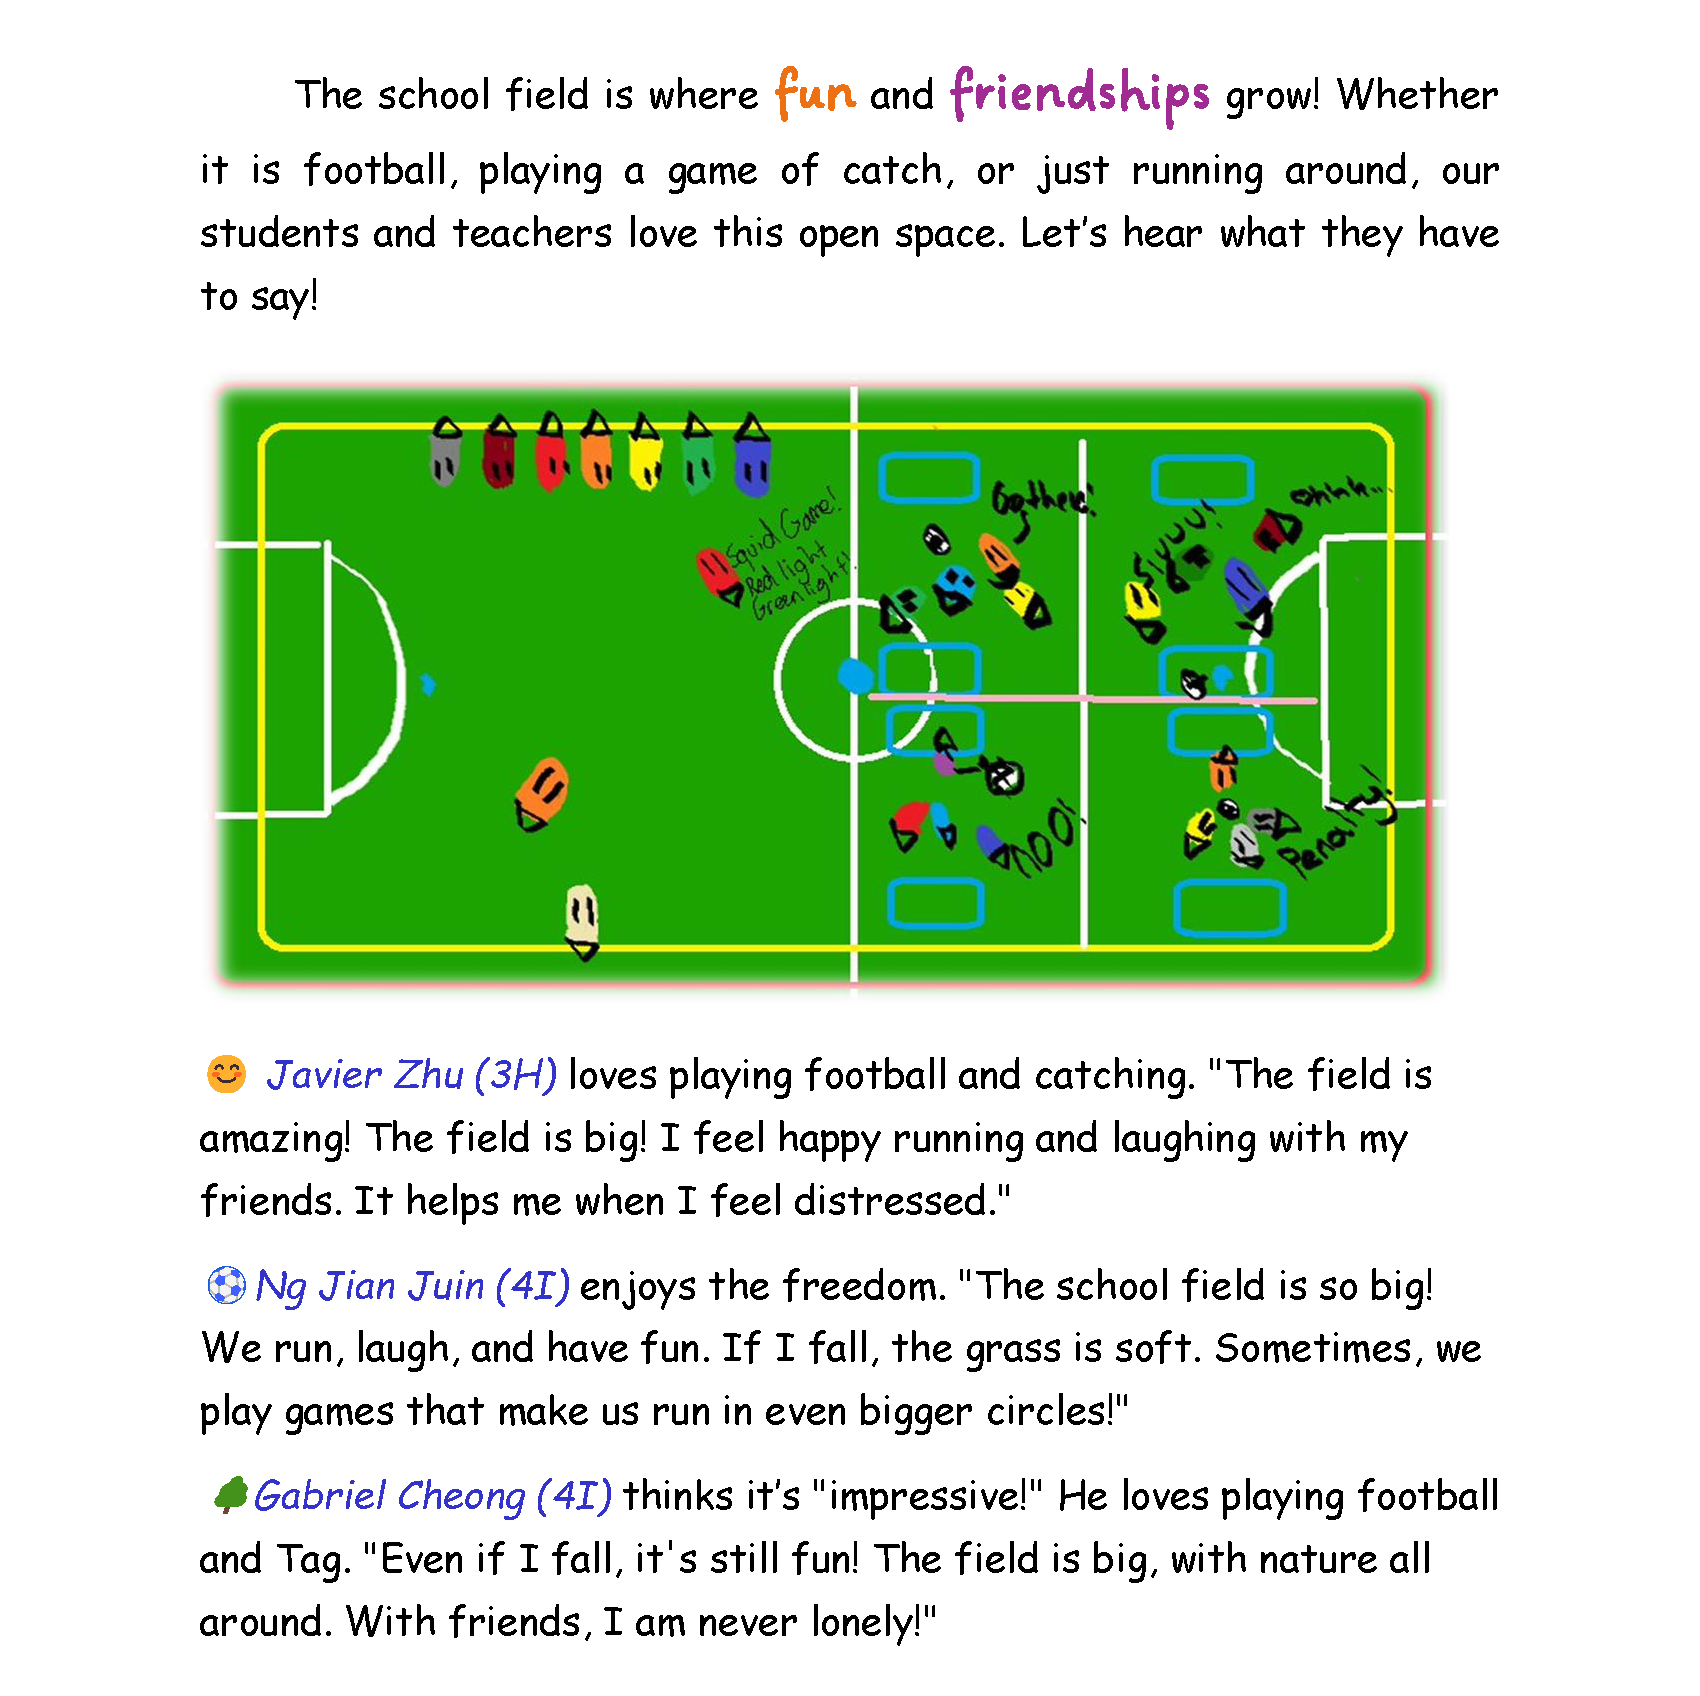 The school field is where fun and friendships grow! Whether
it is football, playing a game of catch, or just running around, our
students and teachers love this open space. Let’s hear what they have
to say!
Squid Game!
Red light
Green light!
Go there!
Siyuu!
Ohhh...
NOO!
Penalty!
😊 Javier Zhu (3H) loves playing football and catching. "The field is
amazing! The field is big! I feel happy running and laughing with my
friends. It helps me when I feel distressed."
⚽ Ng Jian Juin (4I) enjoys the freedom. "The school field is so big!
We run, laugh, and have fun. If I fall, the grass is soft. Sometimes, we
play games that make us run in even bigger circles!"
🌳 Gabriel Cheong (4I) thinks it’s "impressive!" He loves playing football
and Tag. "Even if I fall, it's still fun! The field is big, with nature all
around. With friends, I am never lonely!"